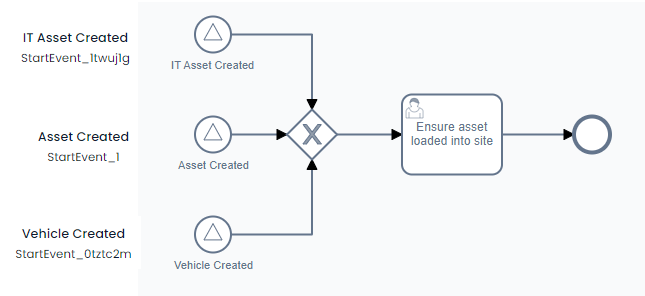 IT Asset Created
StartEvent_1twuj1g
IT Asset Created
Asset Created
StartEvent_1
Asset Created
Ensure asset
loaded into site
Vehicle Created
StartEvent_0tztc2m
Vehicle Created